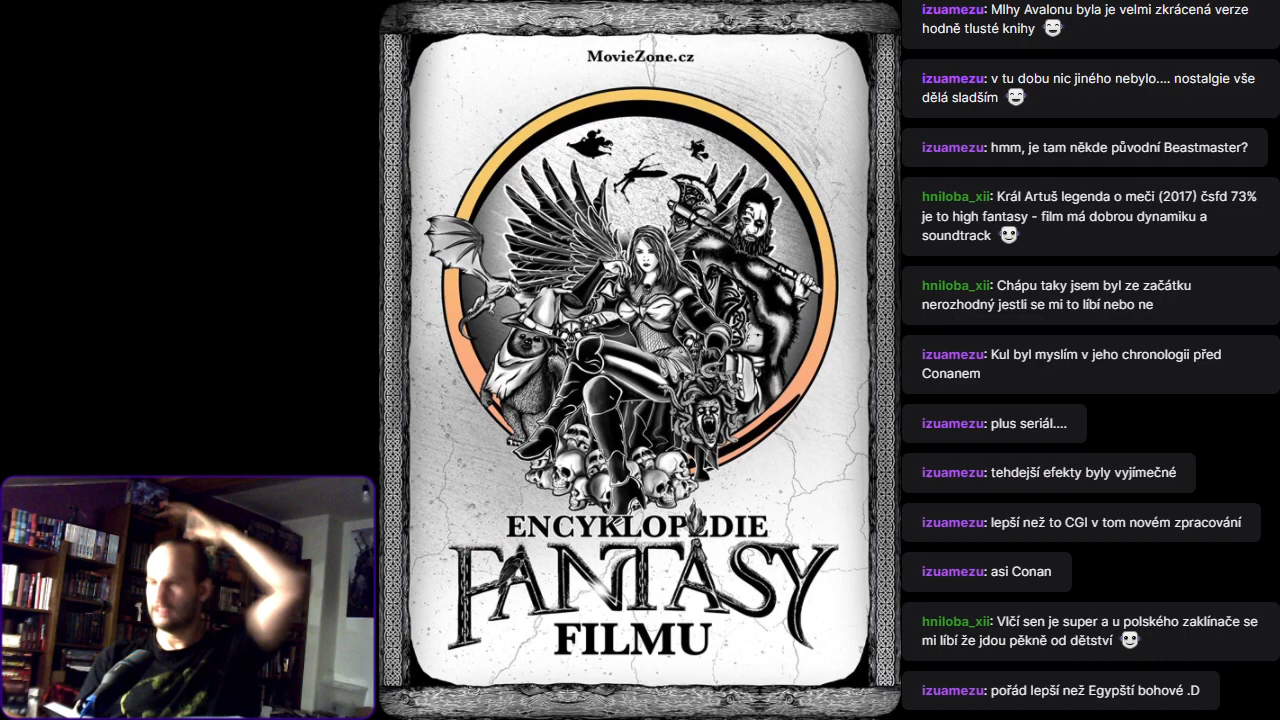 MovieZone.cz
ENCYKLOPEDIE
FANTASY
FILMU
izuamezu: Mlhy Avalonu byla je velmi zkrácená verze
hodně tlusté knihy
izuamezu: v tu dobu nic jiného nebylo.... nostalgie vše
dělá sladším
izuamezu: hmm, je tam někde původní Beastmaster?
hniloba_xii: Král Artuš legenda o meči (2017) čsfd 73%
je to high fantasy - film má dobrou dynamiku a
soundtrack
hniloba_xii: Chápu taky jsem byl ze začátku
nerozhodný jestli se mi to líbí nebo ne
izuamezu: Kul byl myslím v jeho chronologii před
Conanem
izuamezu: plus seriál....
izuamezu: tehdejší efekty byly vyjímečné
izuamezu: lepší než to CGI v tom novém zpracování
izuamezu: asi Conan
hniloba_xii: Vlčí sen je super a u polského zaklínače se
mi líbí že jdou pěkně od dětství
izuamezu: pořád lepší než Egypští bohové .D